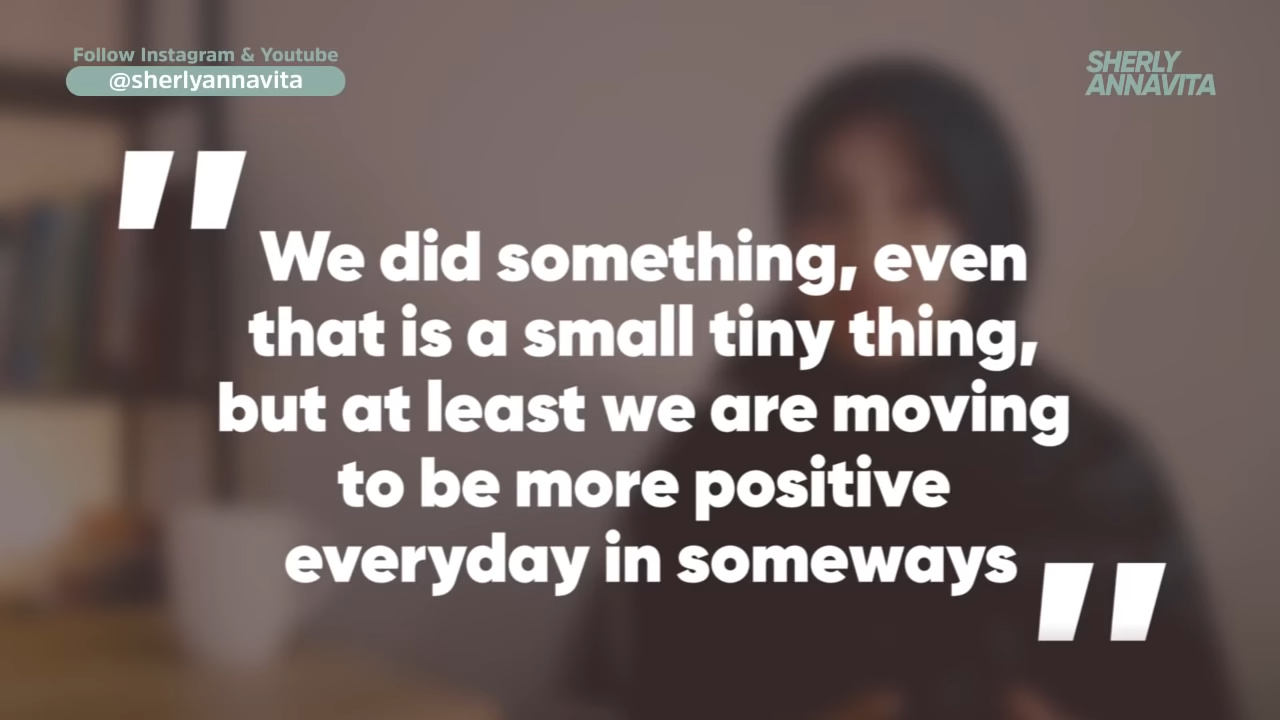 Follow Instagram & Youtube
@sherlyannavita
SHERLY
ANNAVITA
"
We did something, even
that is a small tiny thing,
but at least we are moving
to be more positive
everyday in someways
"